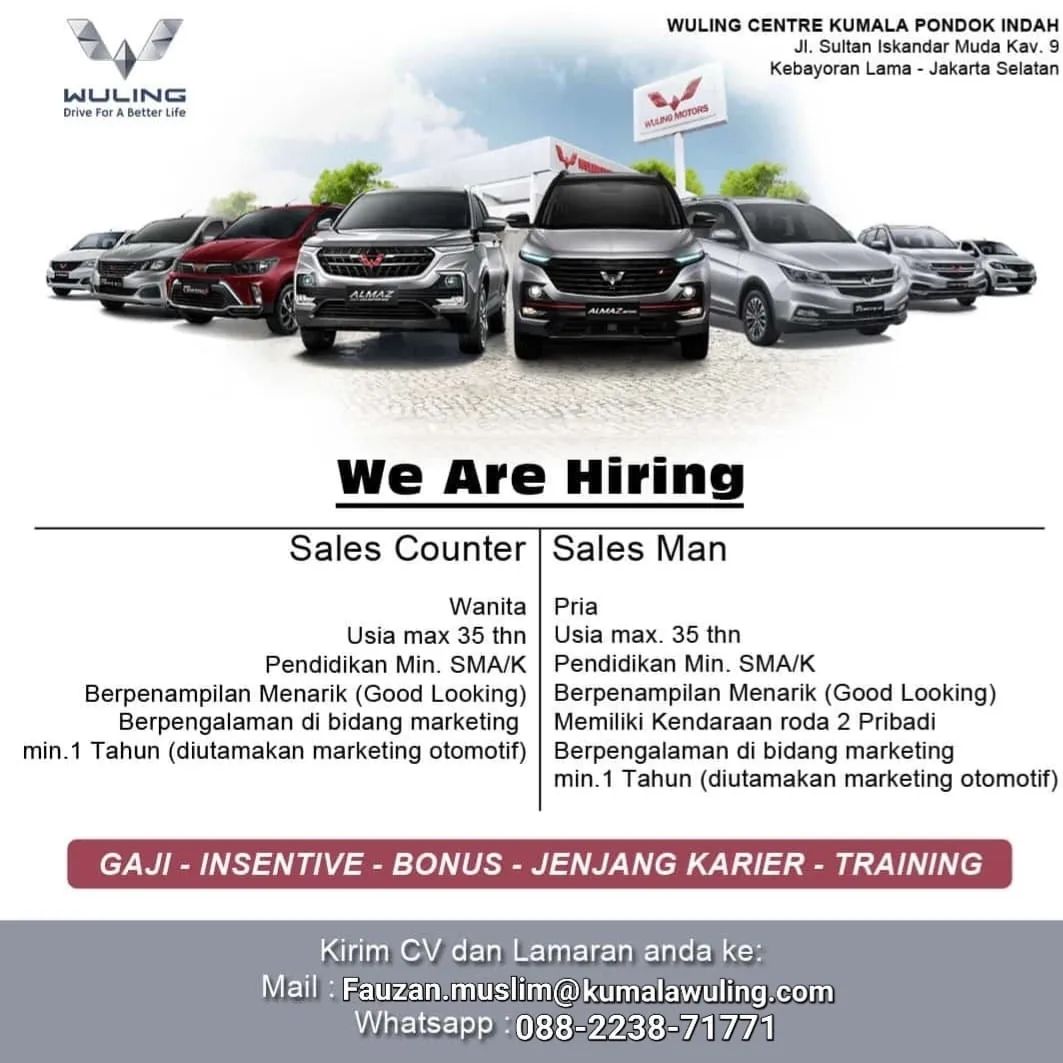 WULING
Drive For A Better Life
WULING CENTRE KUMALA PONDOK INDAH
Jl. Sultan Iskandar Muda Kav. 9
Kebayoran Lama - Jakarta Selatan
WULING MOTORS
ALMAZ
ALMAZ
We Are Hiring
Sales Counter
Wanita
Usia max 35 thn
Pendidikan Min. SMA/K
Berpenampilan Menarik (Good Looking)
Berpengalaman di bidang marketing
min.1 Tahun (diutamakan marketing otomotif)
Sales Man
Pria
Usia max. 35 thn
Pendidikan Min. SMA/K
Berpenampilan Menarik (Good Looking)
Memiliki Kendaraan roda 2 Pribadi
Berpengalaman di bidang marketing
min.1 Tahun (diutamakan marketing otomotif)
GAJI - INSENTIVE - BONUS - JENJANG KARIER - TRAINING
Kirim CV dan Lamaran anda ke:
Mail : Fauzan.muslim@kumalawuling.com
Whatsapp : 088-2238-71771